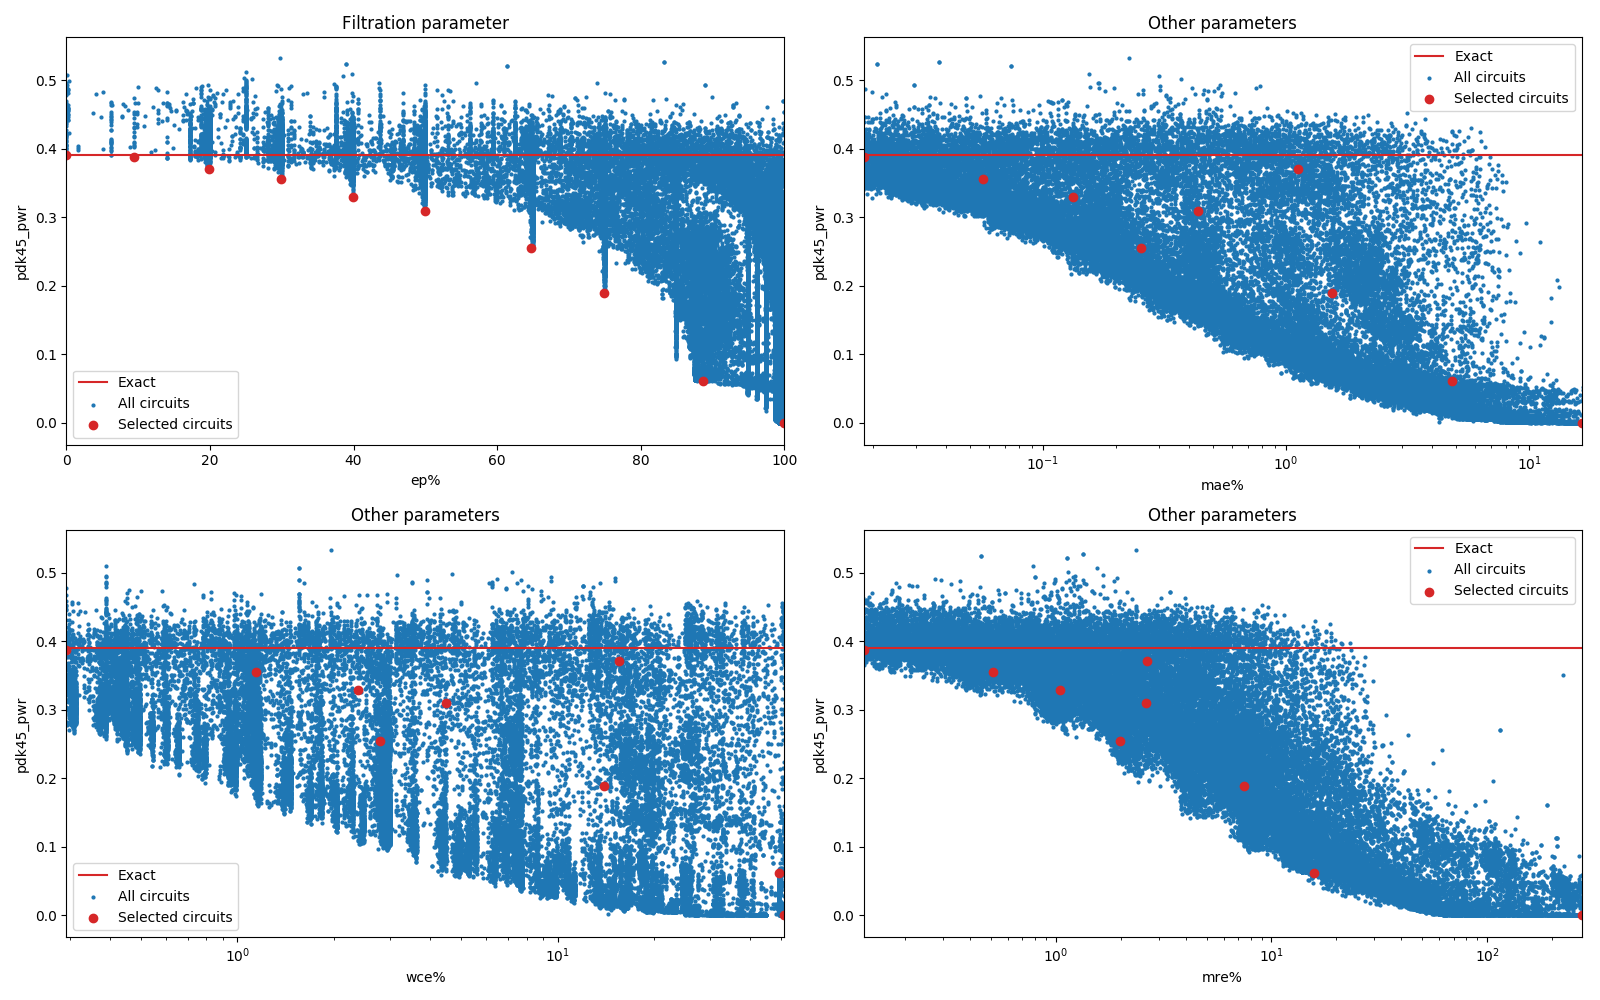 Filtration parameter
pdk45_pwr
0.5
0.4
0.3
0.2
0.1
0.0
Exact
All circuits
Selected circuits
0 20 40 60 80 100
ep%
Other parameters
pdk45_pwr
0.5
0.4
0.3
0.2
0.1
0.0
Exact
All circuits
Selected circuits
10⁻¹ 10⁰ 10¹
mae%
Other parameters
pdk45_pwr
0.5
0.4
0.3
0.2
0.1
0.0
Exact
All circuits
Selected circuits
10⁰ 10¹
wce%
Other parameters
pdk45_pwr
0.5
0.4
0.3
0.2
0.1
0.0
Exact
All circuits
Selected circuits
10⁰ 10¹ 10²
mre%